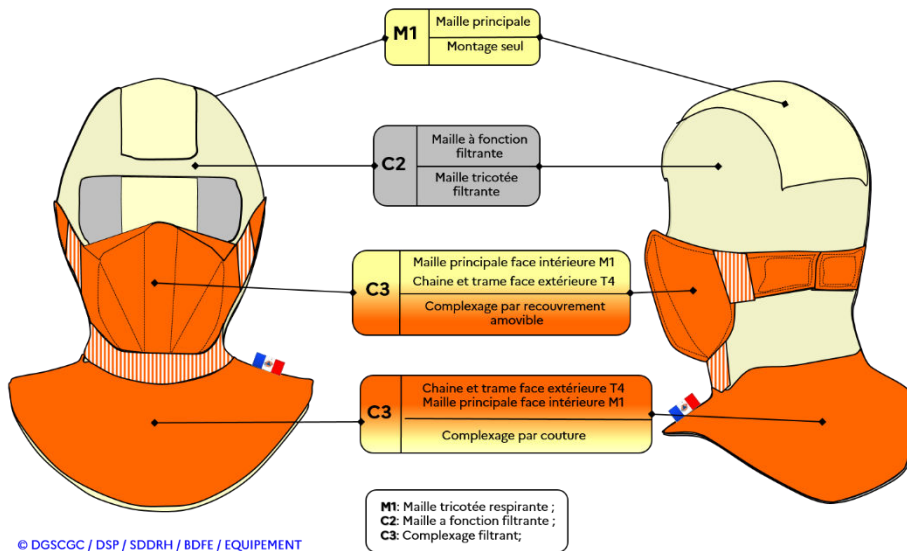 M1
Maille principale
Montage seul
C2
Maille à fonction
filtrante
Maille tricotée
filtrante
C3
Maille principale face intérieure M1
Chaine et trame face extérieure T4
Complexage par recouvrement
amovible
C3
Chaine et trame face extérieure T4
Maille principale face intérieure M1
Complexage par couture
M1: Maille tricotée respirante ;
C2: Maille a fonction filtrante ;
C3: Complexage filtrant;
© DGSCGC / DSP / SDDRH / BDFE / EQUIPEMENT